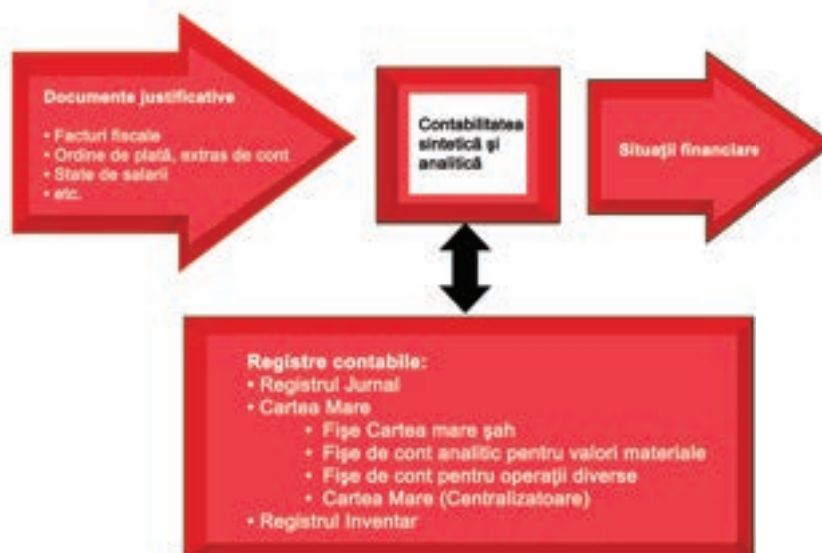 Documente justificative
• Facturi fiscale
• Ordine de plată, extras de cont
• State de salarii
• etc.
Contabilitatea
sintetică şi
analitică
Situaţii financiare
Registre contabile:
• Registrul Jurnal
• Cartea Mare
• Fişe Cartea mare şah
• Fişe de cont analitic pentru valori materiale
• Fişe de cont pentru operaţii diverse
• Cartea Mare (Centralizatoare)
• Registrul Inventar